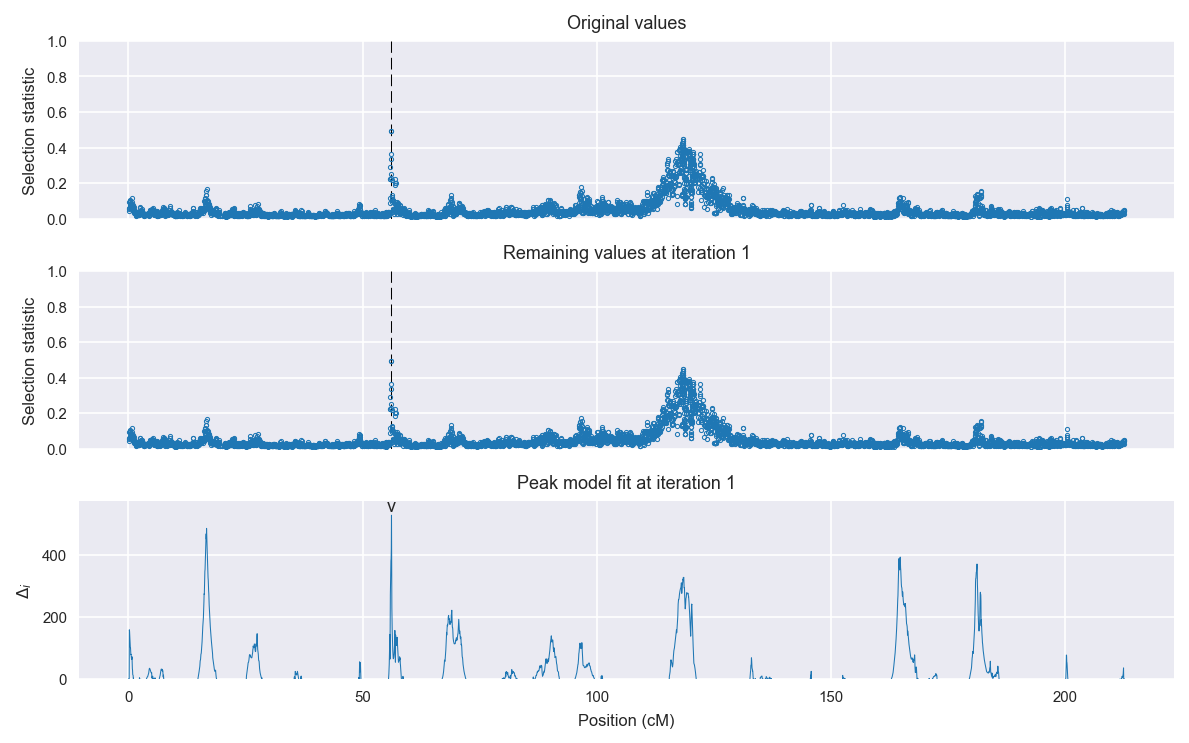 Original values
1.0
0.8
0.6
0.4
0.2
0.0
Selection statistic
Remaining values at iteration 1
1.0
0.8
0.6
0.4
0.2
0.0
Selection statistic
Peak model fit at iteration 1
v
400
200
0
Δi
0 50 100 150 200
Position (cM)